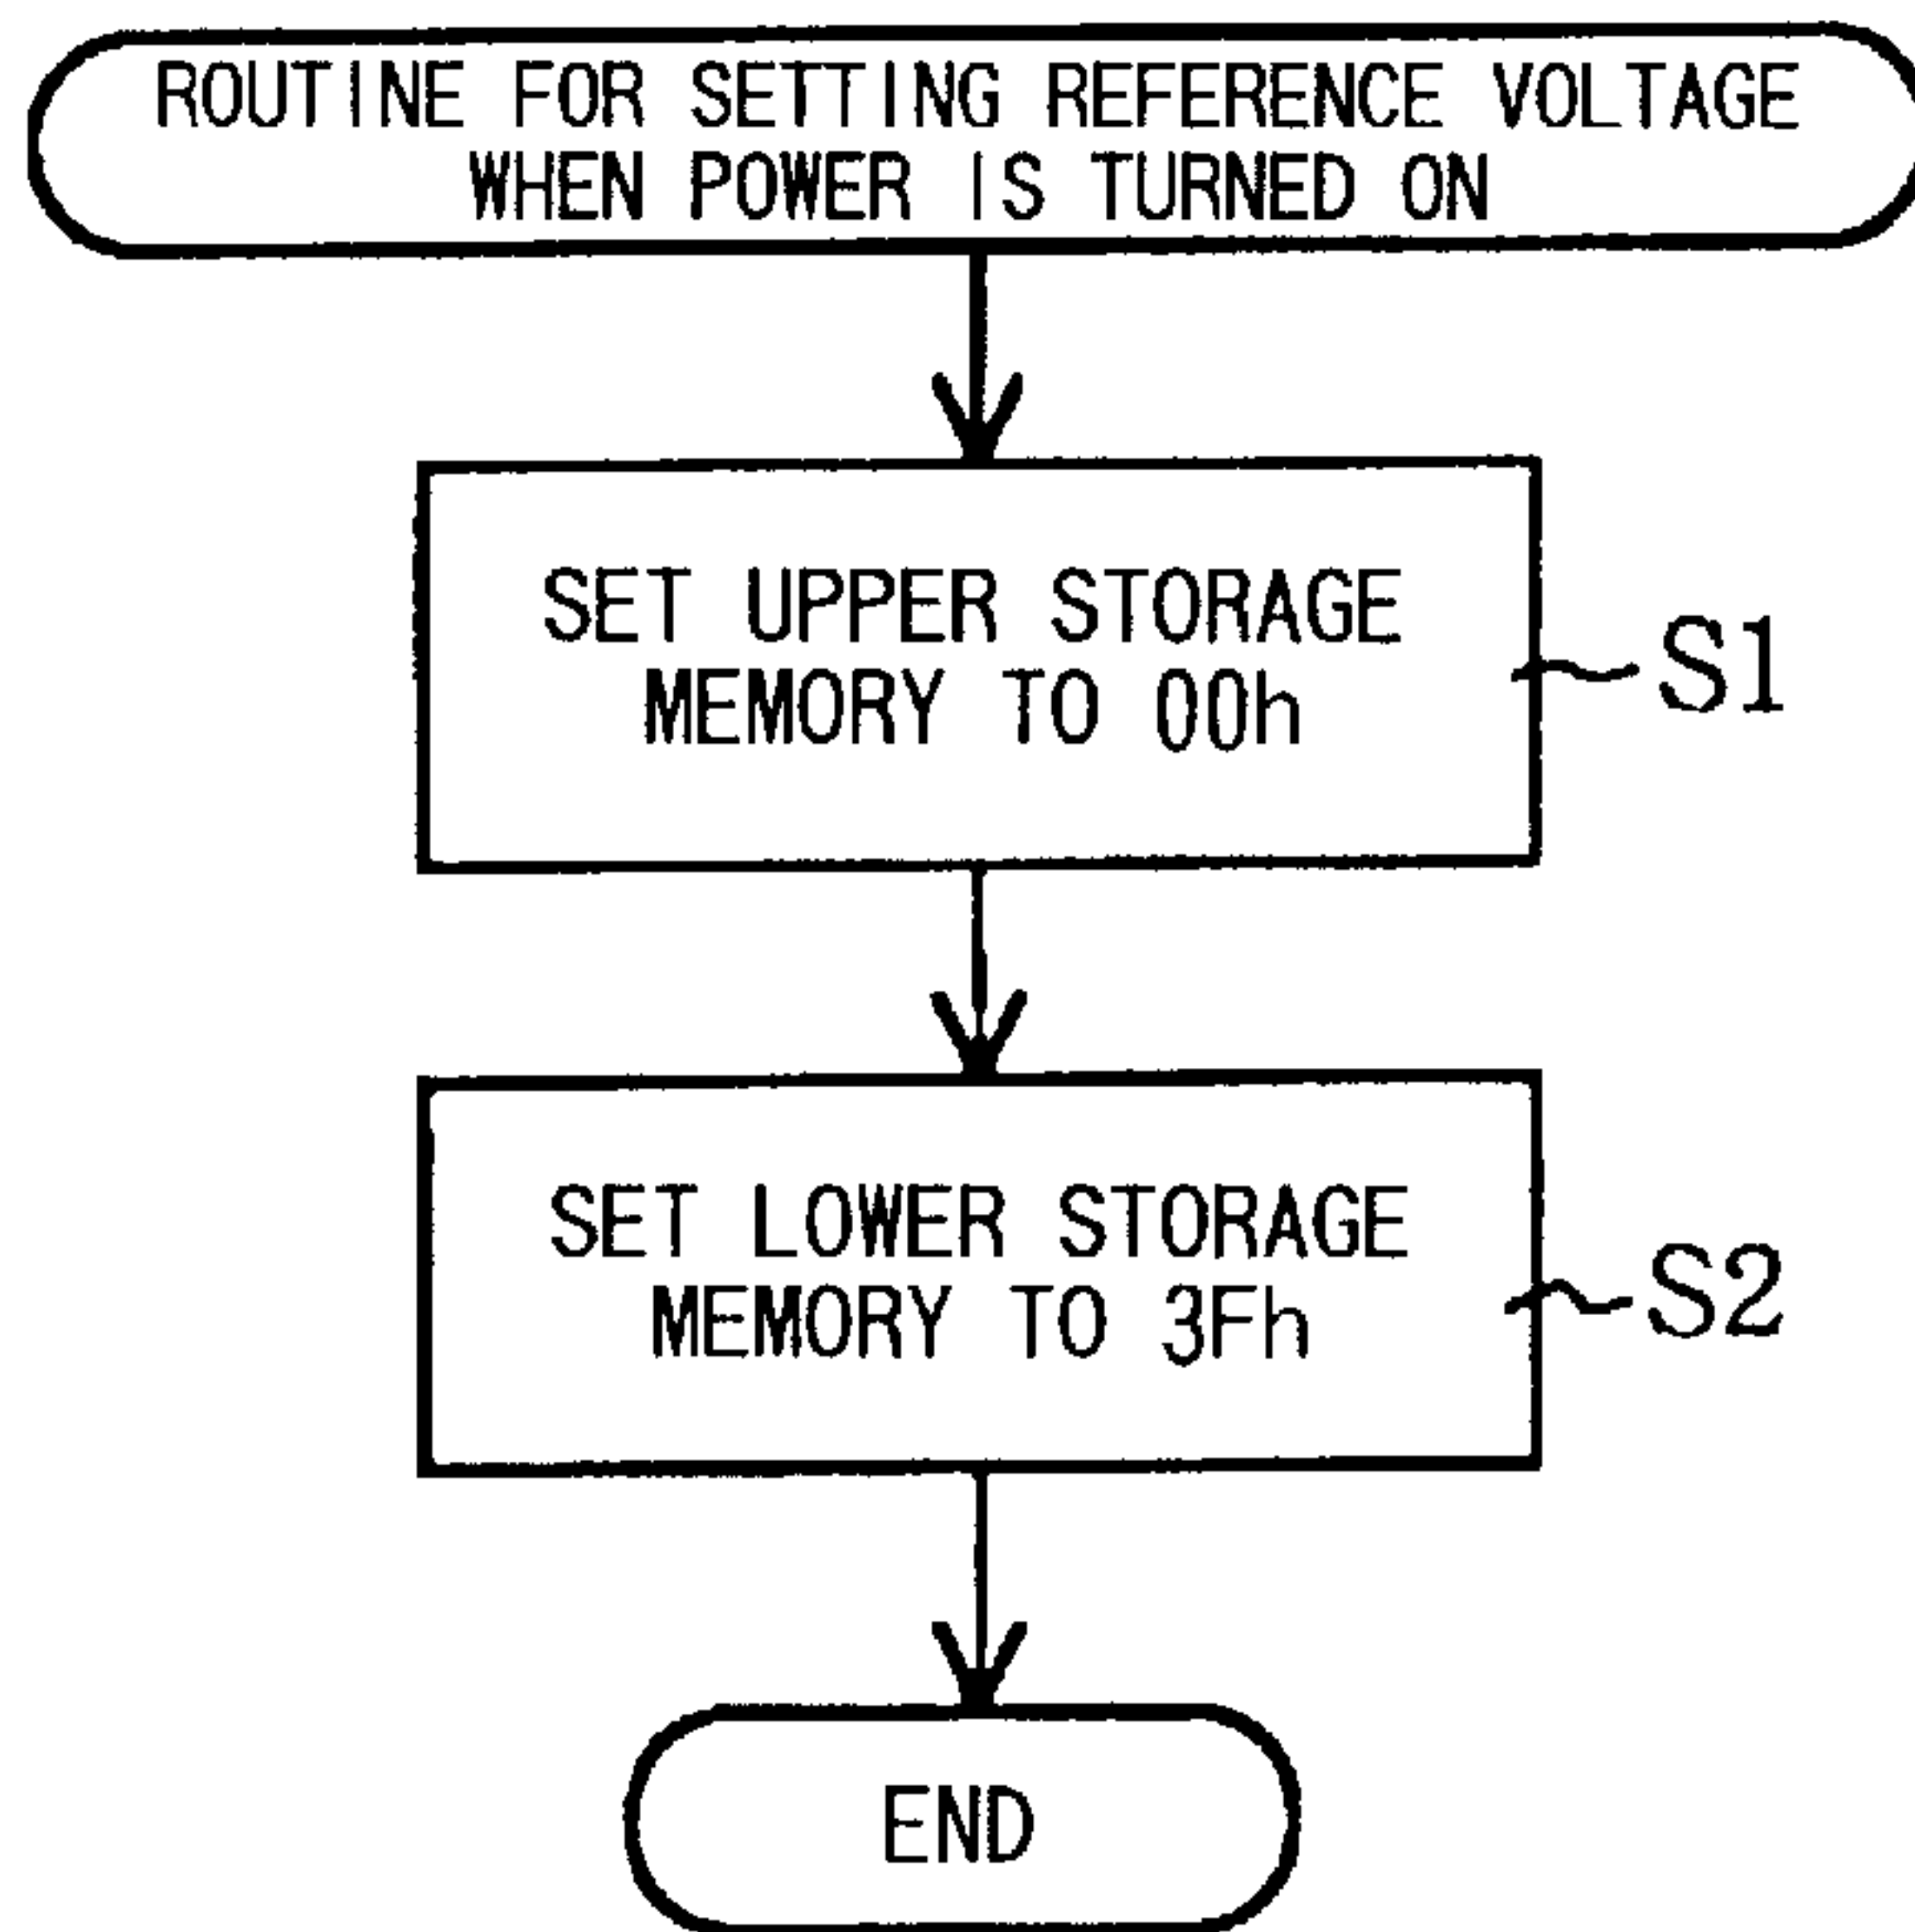 ROUTINE FOR SETTING REFERENCE VOLTAGE
WHEN POWER IS TURNED ON
SET UPPER STORAGE
MEMORY TO 00h
S1
SET LOWER STORAGE
MEMORY TO 3Fh
S2
END